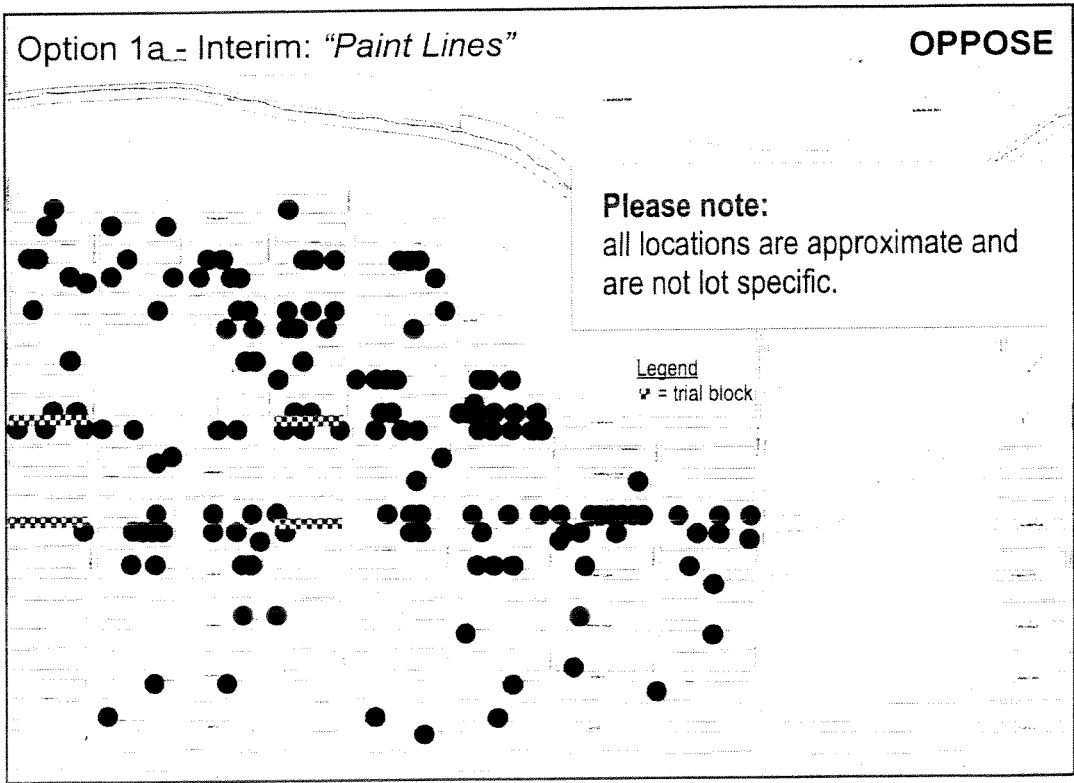 Option 1a - Interim: “Paint Lines”
OPPOSE
Please note:
all locations are approximate and
are not lot specific.
Legend
= trial block